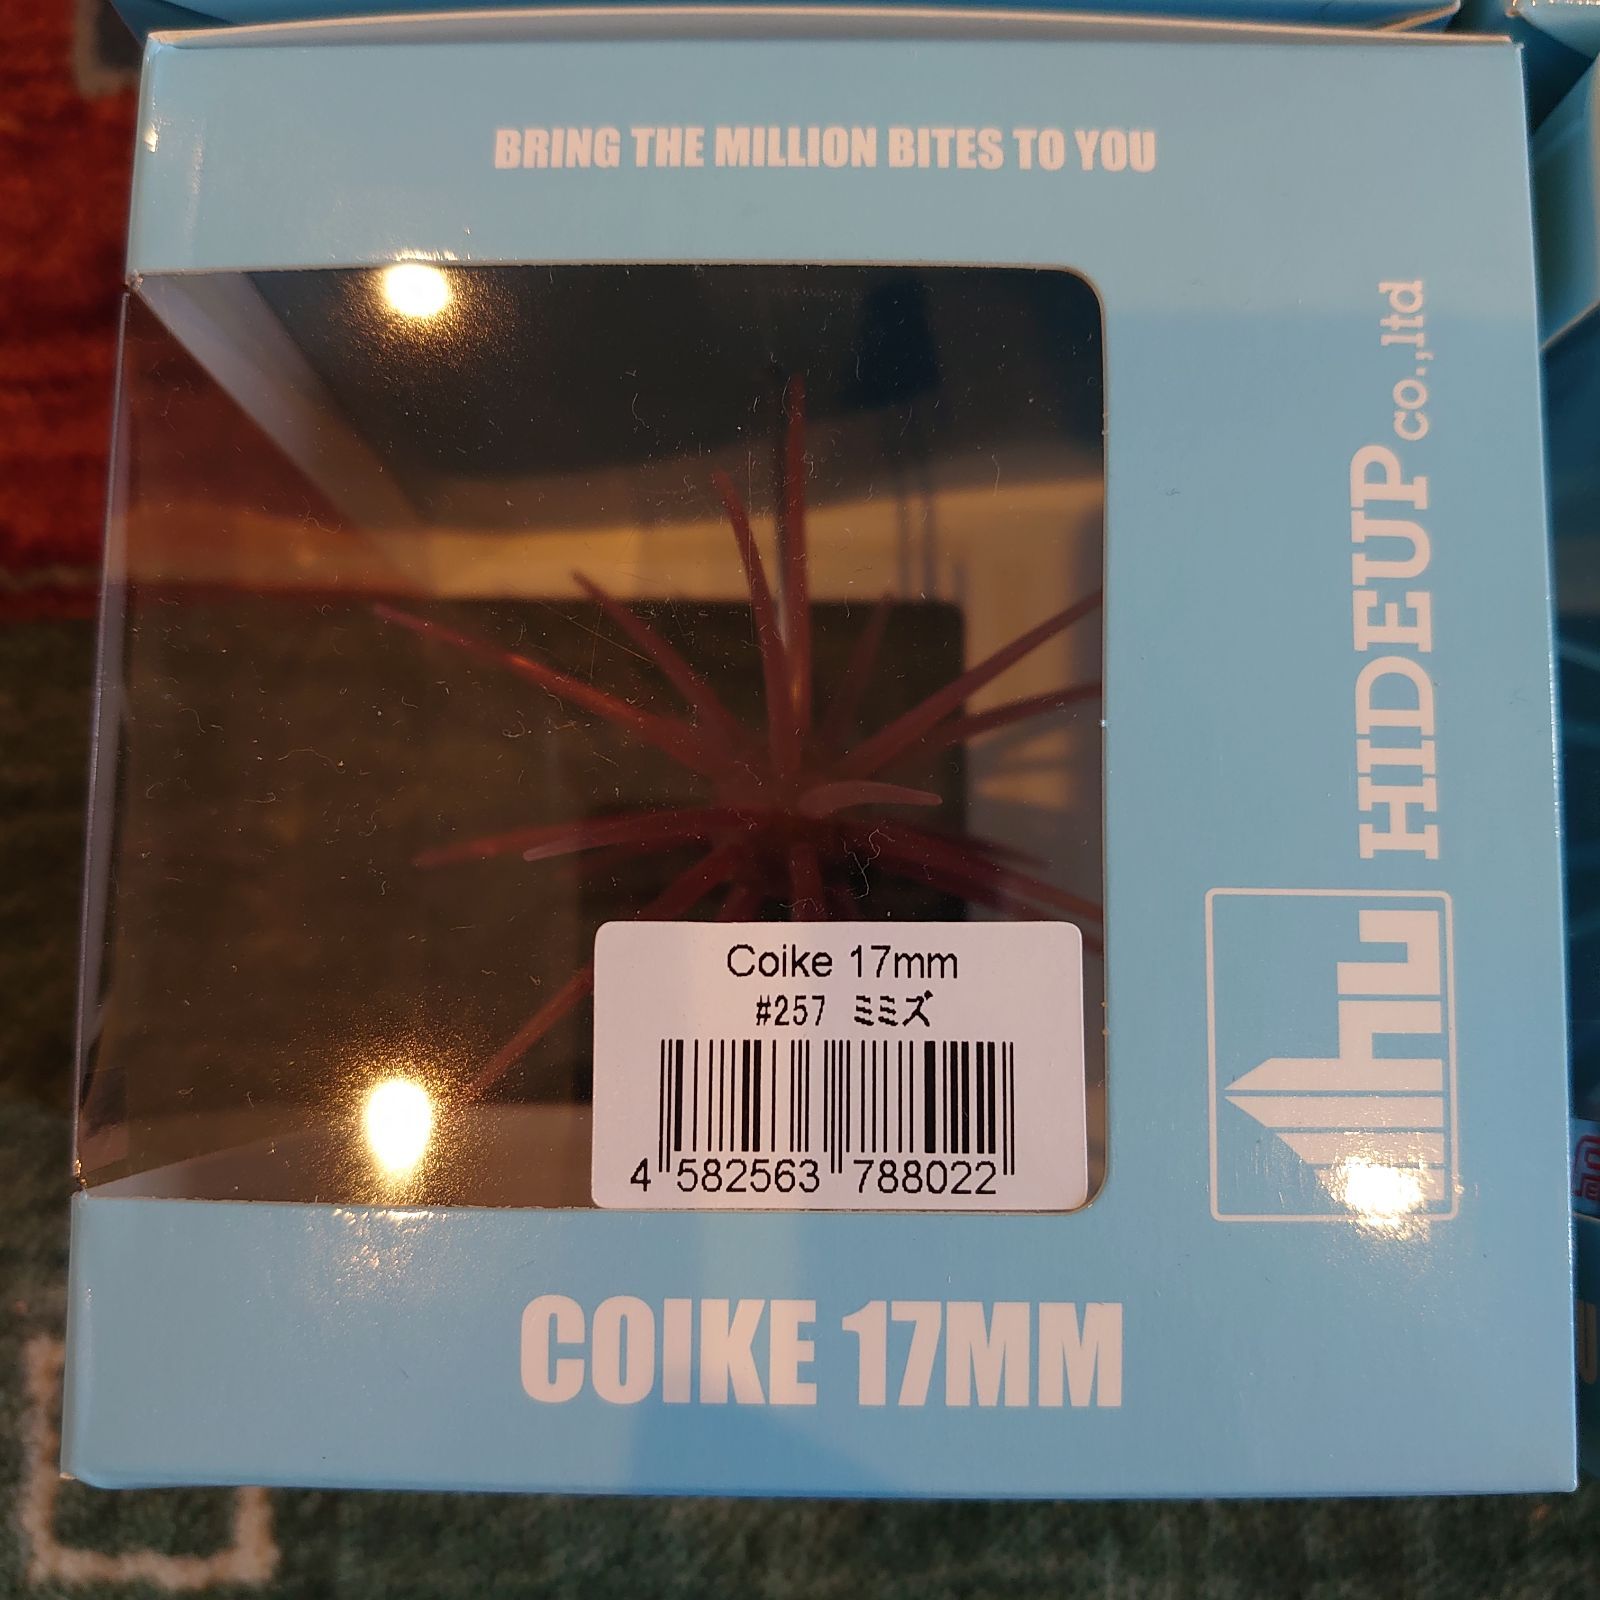 BRING THE MILLION BITES TO YOU
HIDEUP co.,ltd
hu
Coike 17mm
#257 ミミズ
4 582563 788022
COIKE 17MM